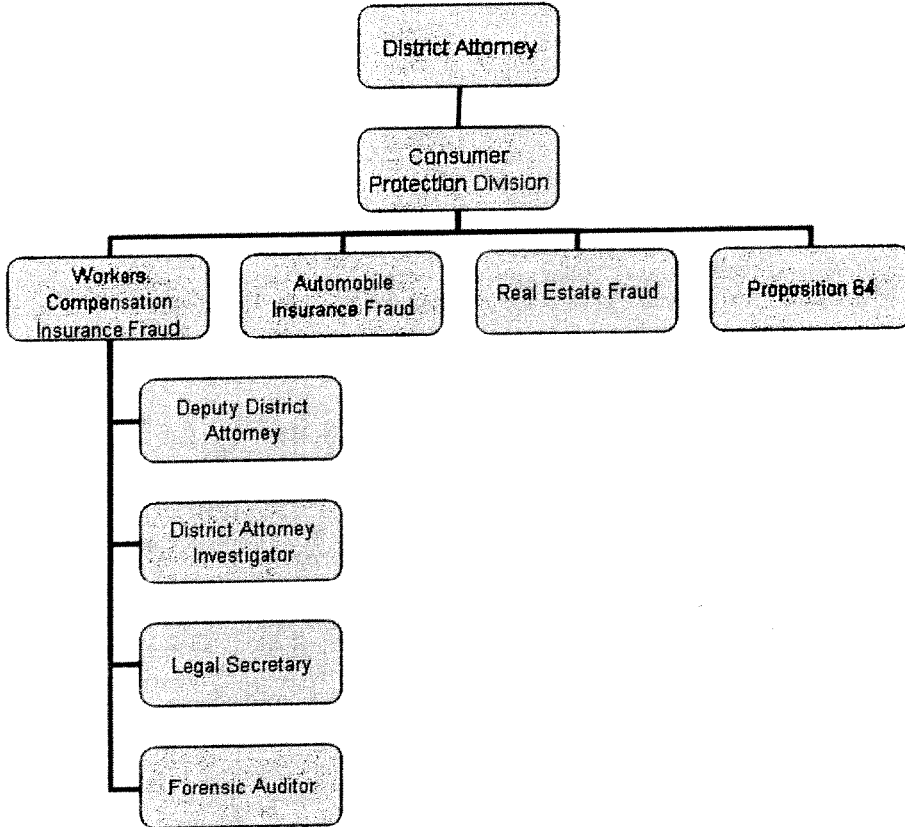 District Attorney
Consumer
Protection Division
Workers
Compensation
Insurance Fraud
Automobile
Insurance Fraud
Real Estate Fraud
Proposition 64
Deputy District
Attorney
District Attorney
Investigator
Legal Secretary
Forensic Auditor